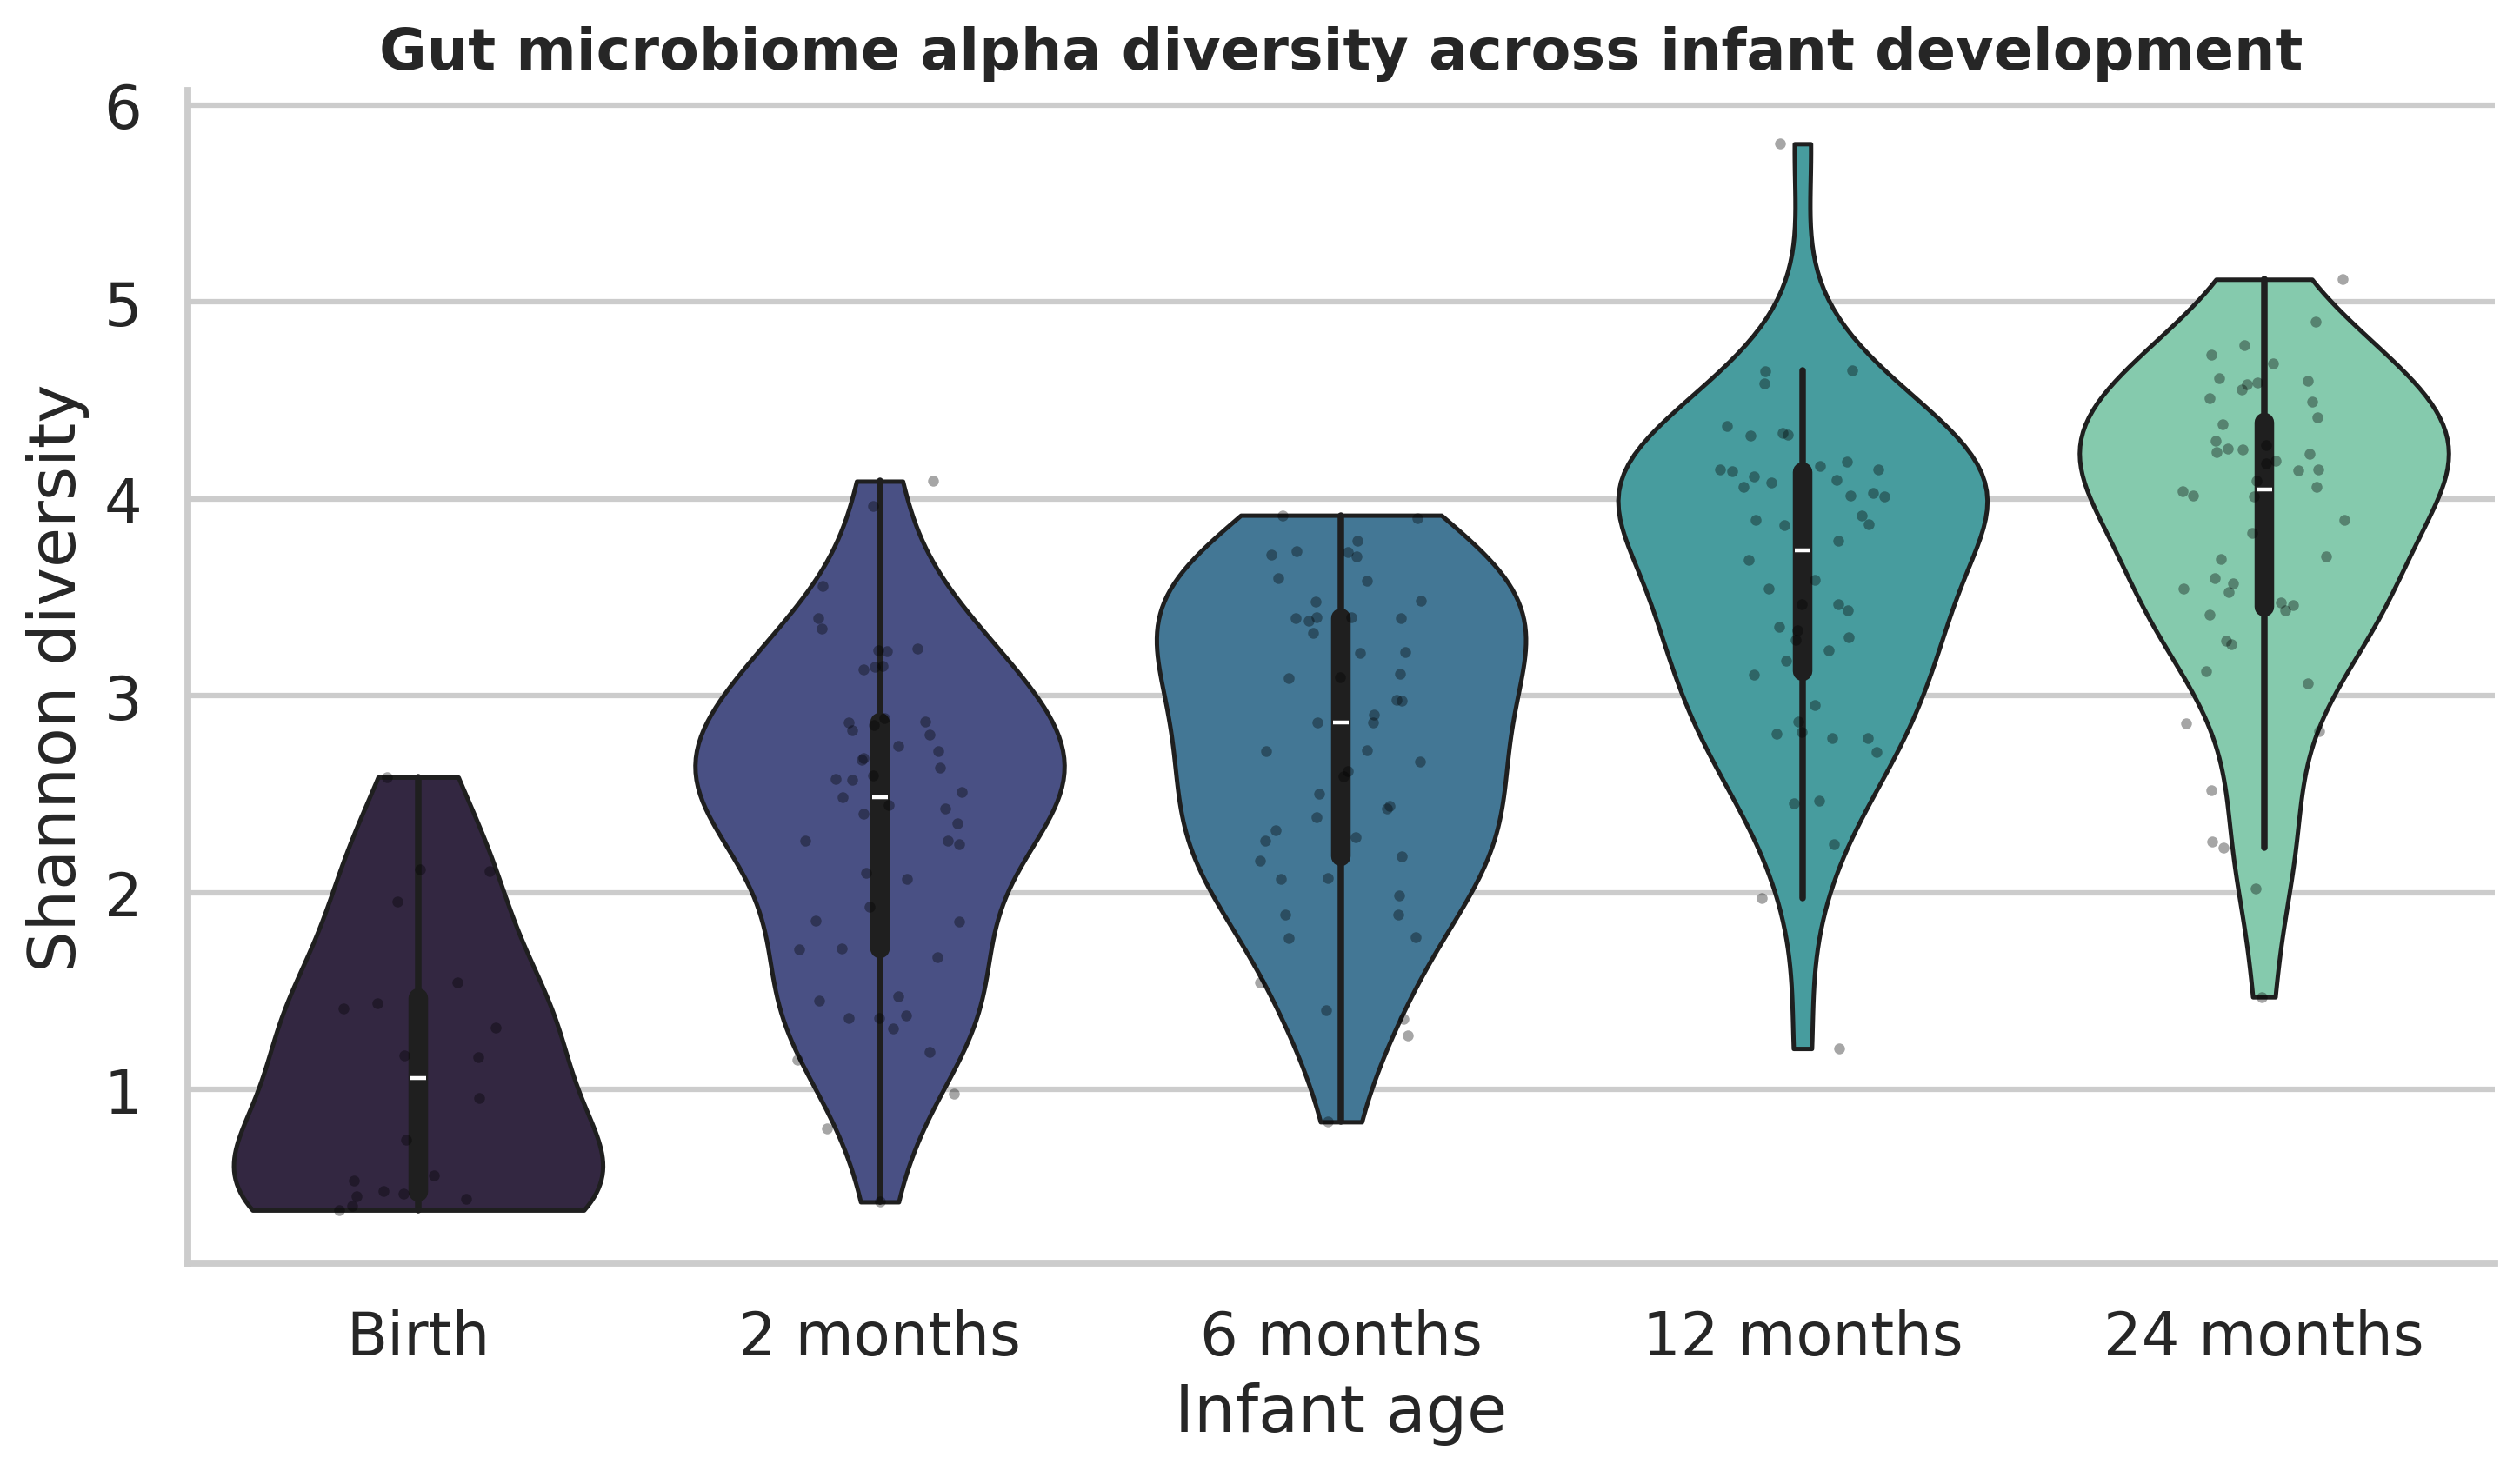 Gut microbiome alpha diversity across infant development
6
5
4
3
2
1
Shannon diversity
Birth
2 months
6 months
12 months
24 months
Infant age